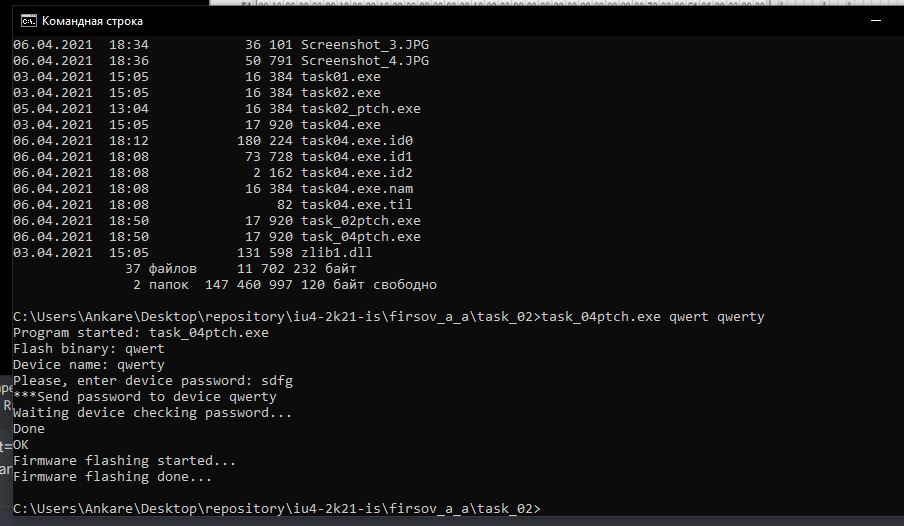 Командная строка
06.04.2021 18:34 36 101 Screenshot_3.JPG
06.04.2021 18:36 50 791 Screenshot_4.JPG
03.04.2021 15:05 16 384 task01.exe
03.04.2021 15:05 16 384 task02.exe
05.04.2021 13:04 16 384 task02_ptch.exe
03.04.2021 15:05 17 920 task04.exe
06.04.2021 18:12 180 224 task04.exe.id0
06.04.2021 18:08 73 728 task04.exe.id1
06.04.2021 18:08 2 162 task04.exe.id2
06.04.2021 18:08 16 384 task04.exe.nam
06.04.2021 18:08 82 task04.exe.til
06.04.2021 18:50 17 920 task_02ptch.exe
06.04.2021 18:50 17 920 task_04ptch.exe
03.04.2021 15:05 131 598 zlib1.dll
37 файлов 11 702 232 байт
2 папок 147 460 997 120 байт свободно
C:\Users\Ankare\Desktop\repository\iu4-2k21-is\firsov_a_a\task_02>task_04ptch.exe qwert qwerty
Program started: task_04ptch.exe
Flash binary: qwert
Device name: qwerty
Please, enter device password: sdfg
***Send password to device qwerty
Waiting device checking password...
Done
OK
Firmware flashing started...
Firmware flashing done...
C:\Users\Ankare\Desktop\repository\iu4-2k21-is\firsov_a_a\task_02>